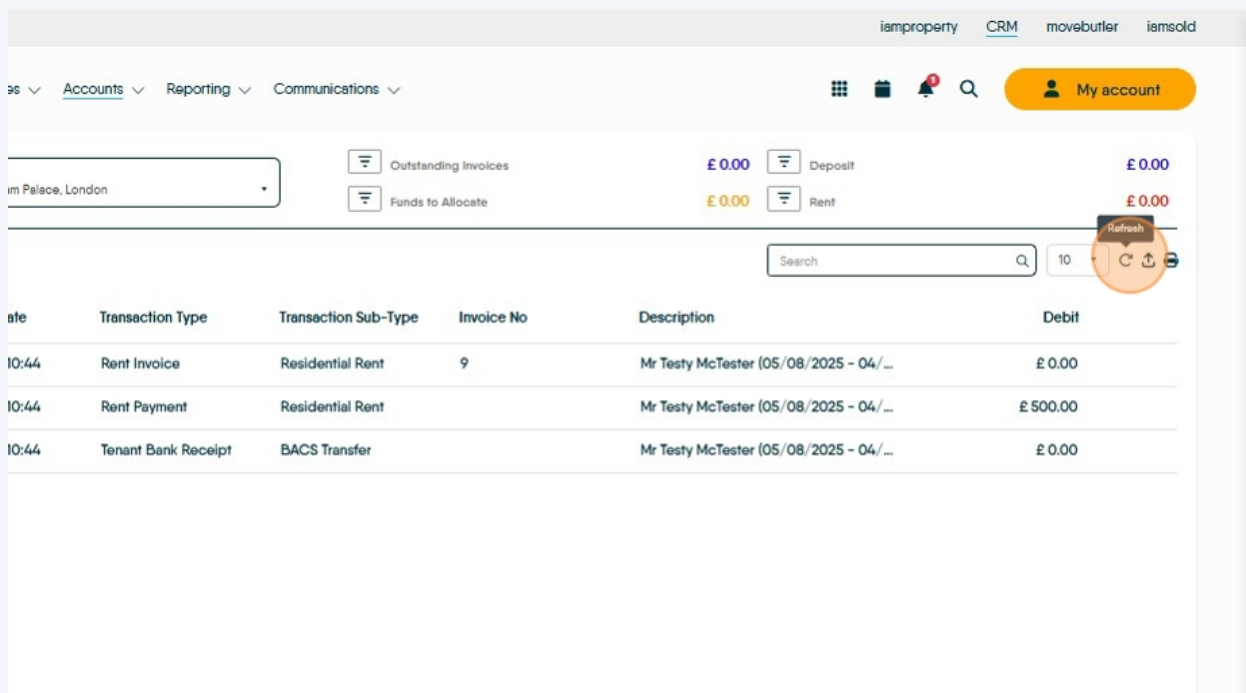 iamproperty CRM movebutler iamsold
es Accounts Reporting Communications 1 My account
Outstanding Invoices £ 0.00 Deposit £ 0.00
am Palace, London
Funds to Allocate £ 0.00 Rent £ 0.00
Refresh
Search 10
ate Transaction Type Transaction Sub-Type Invoice No Description Debit
10:44 Rent Invoice Residential Rent 9 Mr Testy McTester (05/08/2025 - 04/... £ 0.00
10:44 Rent Payment Residential Rent Mr Testy McTester (05/08/2025 - 04/... £ 500.00
10:44 Tenant Bank Receipt BACS Transfer Mr Testy McTester (05/08/2025 - 04/... £ 0.00